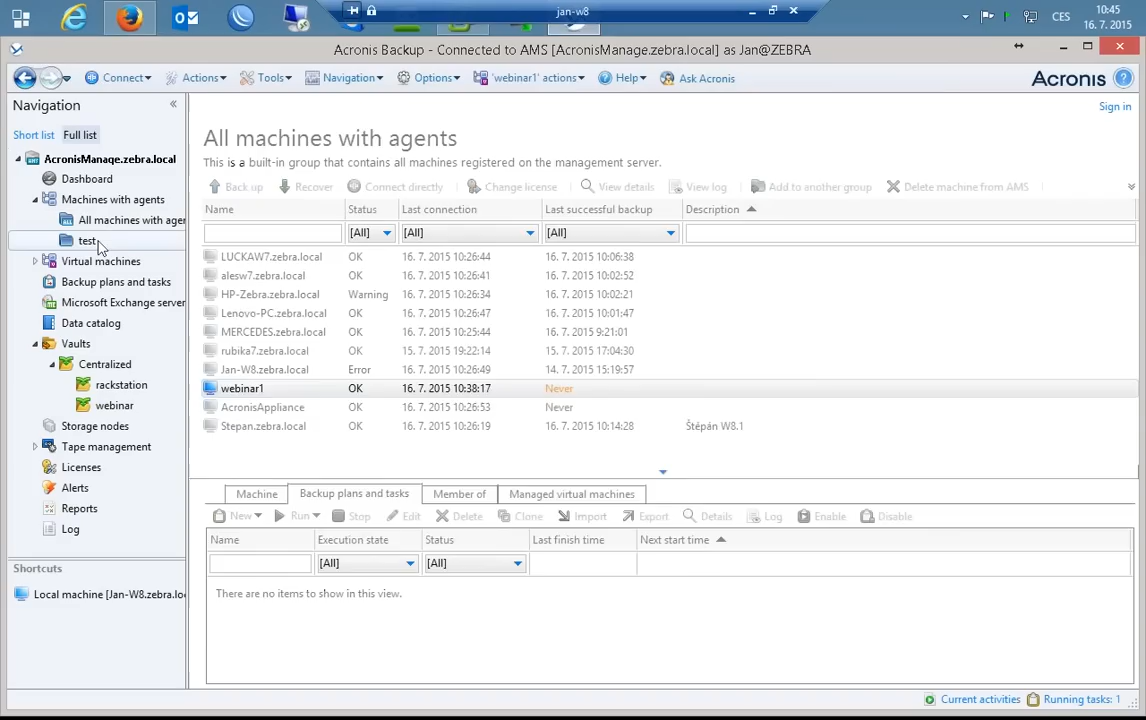 jan-w8
CES
10:45
16. 7. 2015
Acronis Backup - Connected to AMS [AcronisManage.zebra.local] as Jan@ZEBRA
Connect
Actions
Tools
Navigation
Options
'webinar1' actions
Help
Ask Acronis
Acronis
Navigation
Short list
Full list
AcronisManage.zebra.local
Dashboard
Machines with agents
All machines with ager
test
Virtual machines
Backup plans and tasks
Microsoft Exchange server
Data catalog
Vaults
Centralized
rackstation
webinar
Storage nodes
Tape management
Licenses
Alerts
Reports
Log
Shortcuts
Local machine [Jan-W8.zebra.lo
Sign in
All machines with agents
This is a built-in group that contains all machines registered on the management server.
Back up
Recover
Connect directly
Change license
View details
View log
Add to another group
Delete machine from AMS
Name Status Last connection Last successful backup Description
[All] [All] [All]
LUCKAW7.zebra.local OK 16. 7. 2015 10:26:44 16. 7. 2015 10:06:38
alesw7.zebra.local OK 16. 7. 2015 10:26:41 16. 7. 2015 10:02:52
HP-Zebra.zebra.local Warning 16. 7. 2015 10:26:34 16. 7. 2015 10:02:21
Lenovo-PC.zebra.local OK 16. 7. 2015 10:26:47 16. 7. 2015 10:01:47
MERCEDES.zebra.local OK 16. 7. 2015 10:25:44 16. 7. 2015 9:21:01
rubika7.zebra.local OK 15. 7. 2015 19:22:14 15. 7. 2015 17:04:30
Jan-W8.zebra.local Error 16. 7. 2015 10:26:49 14. 7. 2015 15:19:57
webinar1 OK 16. 7. 2015 10:38:17 Never
AcronisAppliance OK 16. 7. 2015 10:26:53 Never
Stepan.zebra.local OK 16. 7. 2015 10:26:19 16. 7. 2015 10:14:28 Štěpán W8.1
Machine
Backup plans and tasks
Member of
Managed virtual machines
New
Run
Stop
Edit
Delete
Clone
Import
Export
Details
Log
Enable
Disable
Name Execution state Status Last finish time Next start time
[All] [All]
There are no items to show in this view.
Current activities
Running tasks: 1